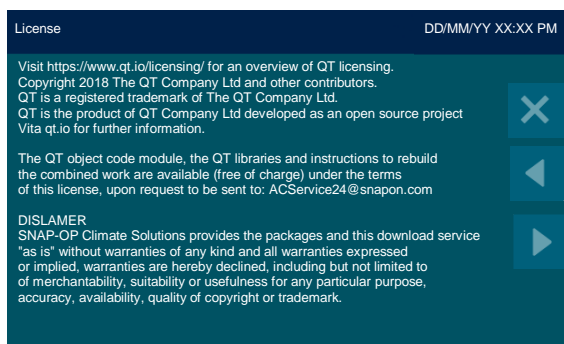 License
DD/MM/YY XX:XX PM
Visit https://www.qt.io/licensing/ for an overview of QT licensing.
Copyright 2018 The QT Company Ltd and other contributors.
QT is a registered trademark of The QT Company Ltd.
QT is the product of QT Company Ltd developed as an open source project
Vita qt.io for further information.
The QT object code module, the QT libraries and instructions to rebuild
the combined work are available (free of charge) under the terms
of this license, upon request to be sent to: ACService24@snapon.com
DISLAMER
SNAP-OP Climate Solutions provides the packages and this download service
"as is" without warranties of any kind and all warranties expressed
or implied, warranties are hereby declined, including but not limited to
of merchantability, suitability or usefulness for any particular purpose,
accuracy, availability, quality of copyright or trademark.